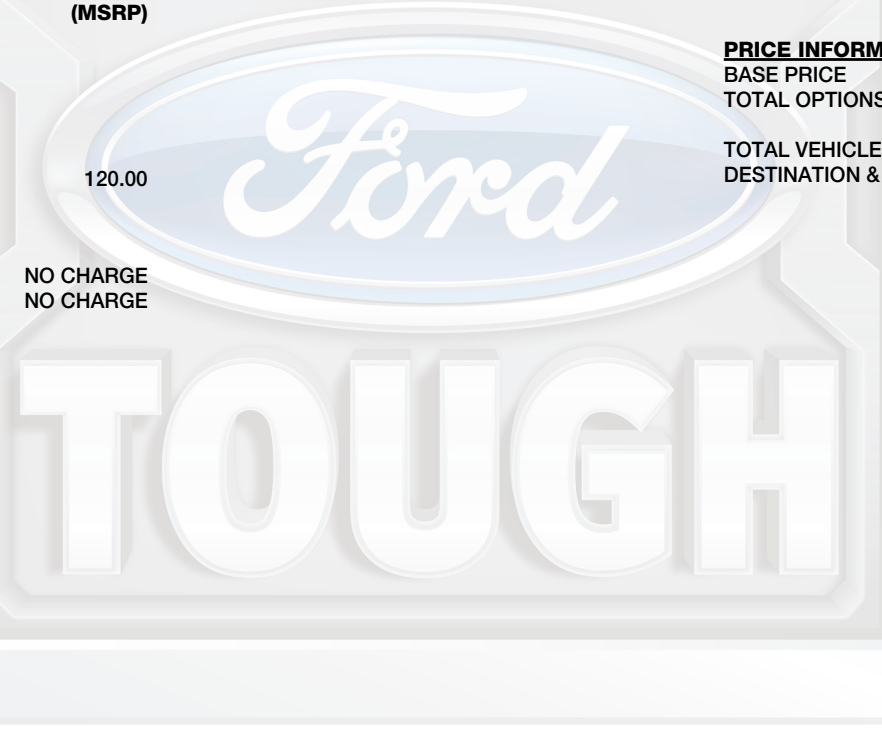 (MSRP)
PRICE INFORM
BASE PRICE
TOTAL OPTIONS
TOTAL VEHICLE
120.00
DESTINATION &
NO CHARGE
NO CHARGE
Ford
TOUGH